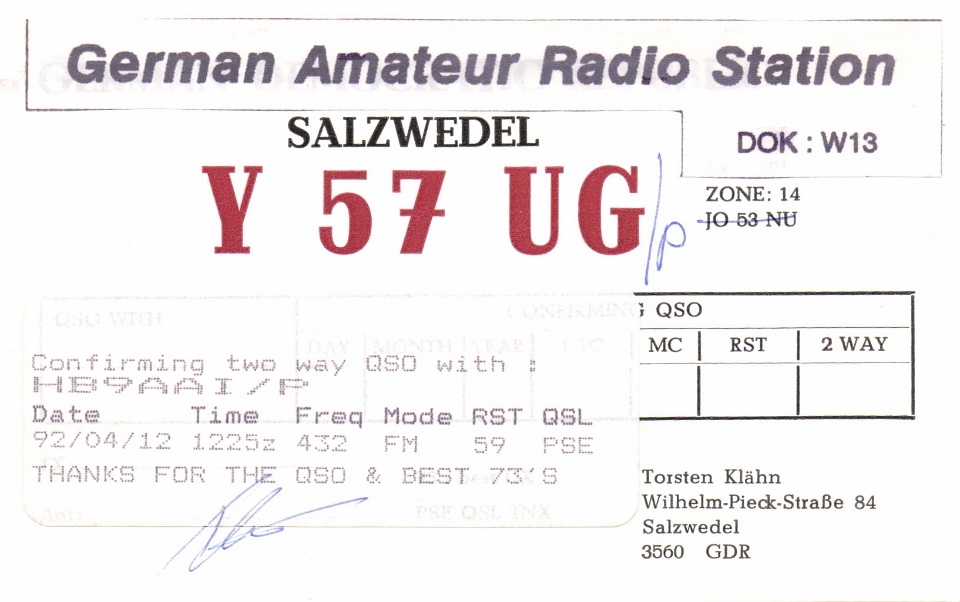 German Amateur Radio Station
SALZWEDEL
DOK : W13
Y 57 UG/p
ZONE: 14
JO 53 NU
CONFIRMING QSO
QSO WITH
DAY MONTH YEAR UTC MC RST 2 WAY
Confirming two way QSO with :
HB9AAI/P
Date Time Freq Mode RST QSL
92/04/12 1225z 432 FM 59 PSE
THANKS FOR THE QSO & BEST 73'S
Ant:
PSE QSL TNX
Torsten Klähn
Wilhelm-Pieck-Straße 84
Salzwedel
3560 GDR